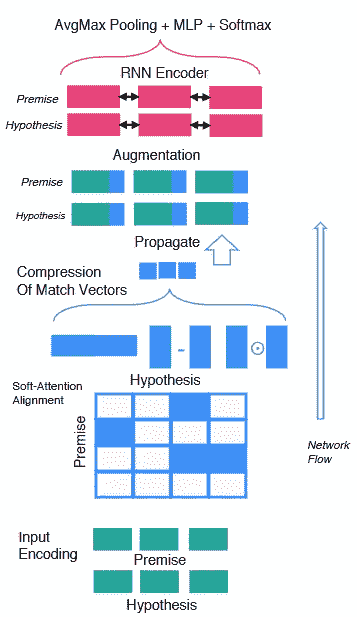 AvgMax Pooling + MLP + Softmax
RNN Encoder
Premise
Hypothesis
Augmentation
Premise
Hypothesis
Propagate
Compression
Of Match Vectors
-
Hypothesis
Soft-Attention
Alignment
Premise
Network
Flow
Input
Encoding
Premise
Hypothesis